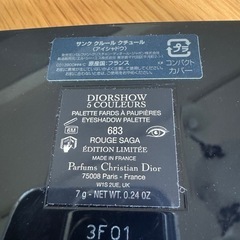 サンク クルール クチュール
(アイシャドウ)
原産国：フランス
コンパクト
カバー
DIORSHOW
5 COULEURS
PALETTE FARDS À PAUPIÈRES
EYESHADOW PALETTE
6M
683
ROUGE SAGA
ÉDITION LIMITÉE
MADE IN FRANCE
Parfums Christian Dior
75008 Paris - France
W1S 2UE, UK
7 g - NET WT. 0.24 OZ.
3F01